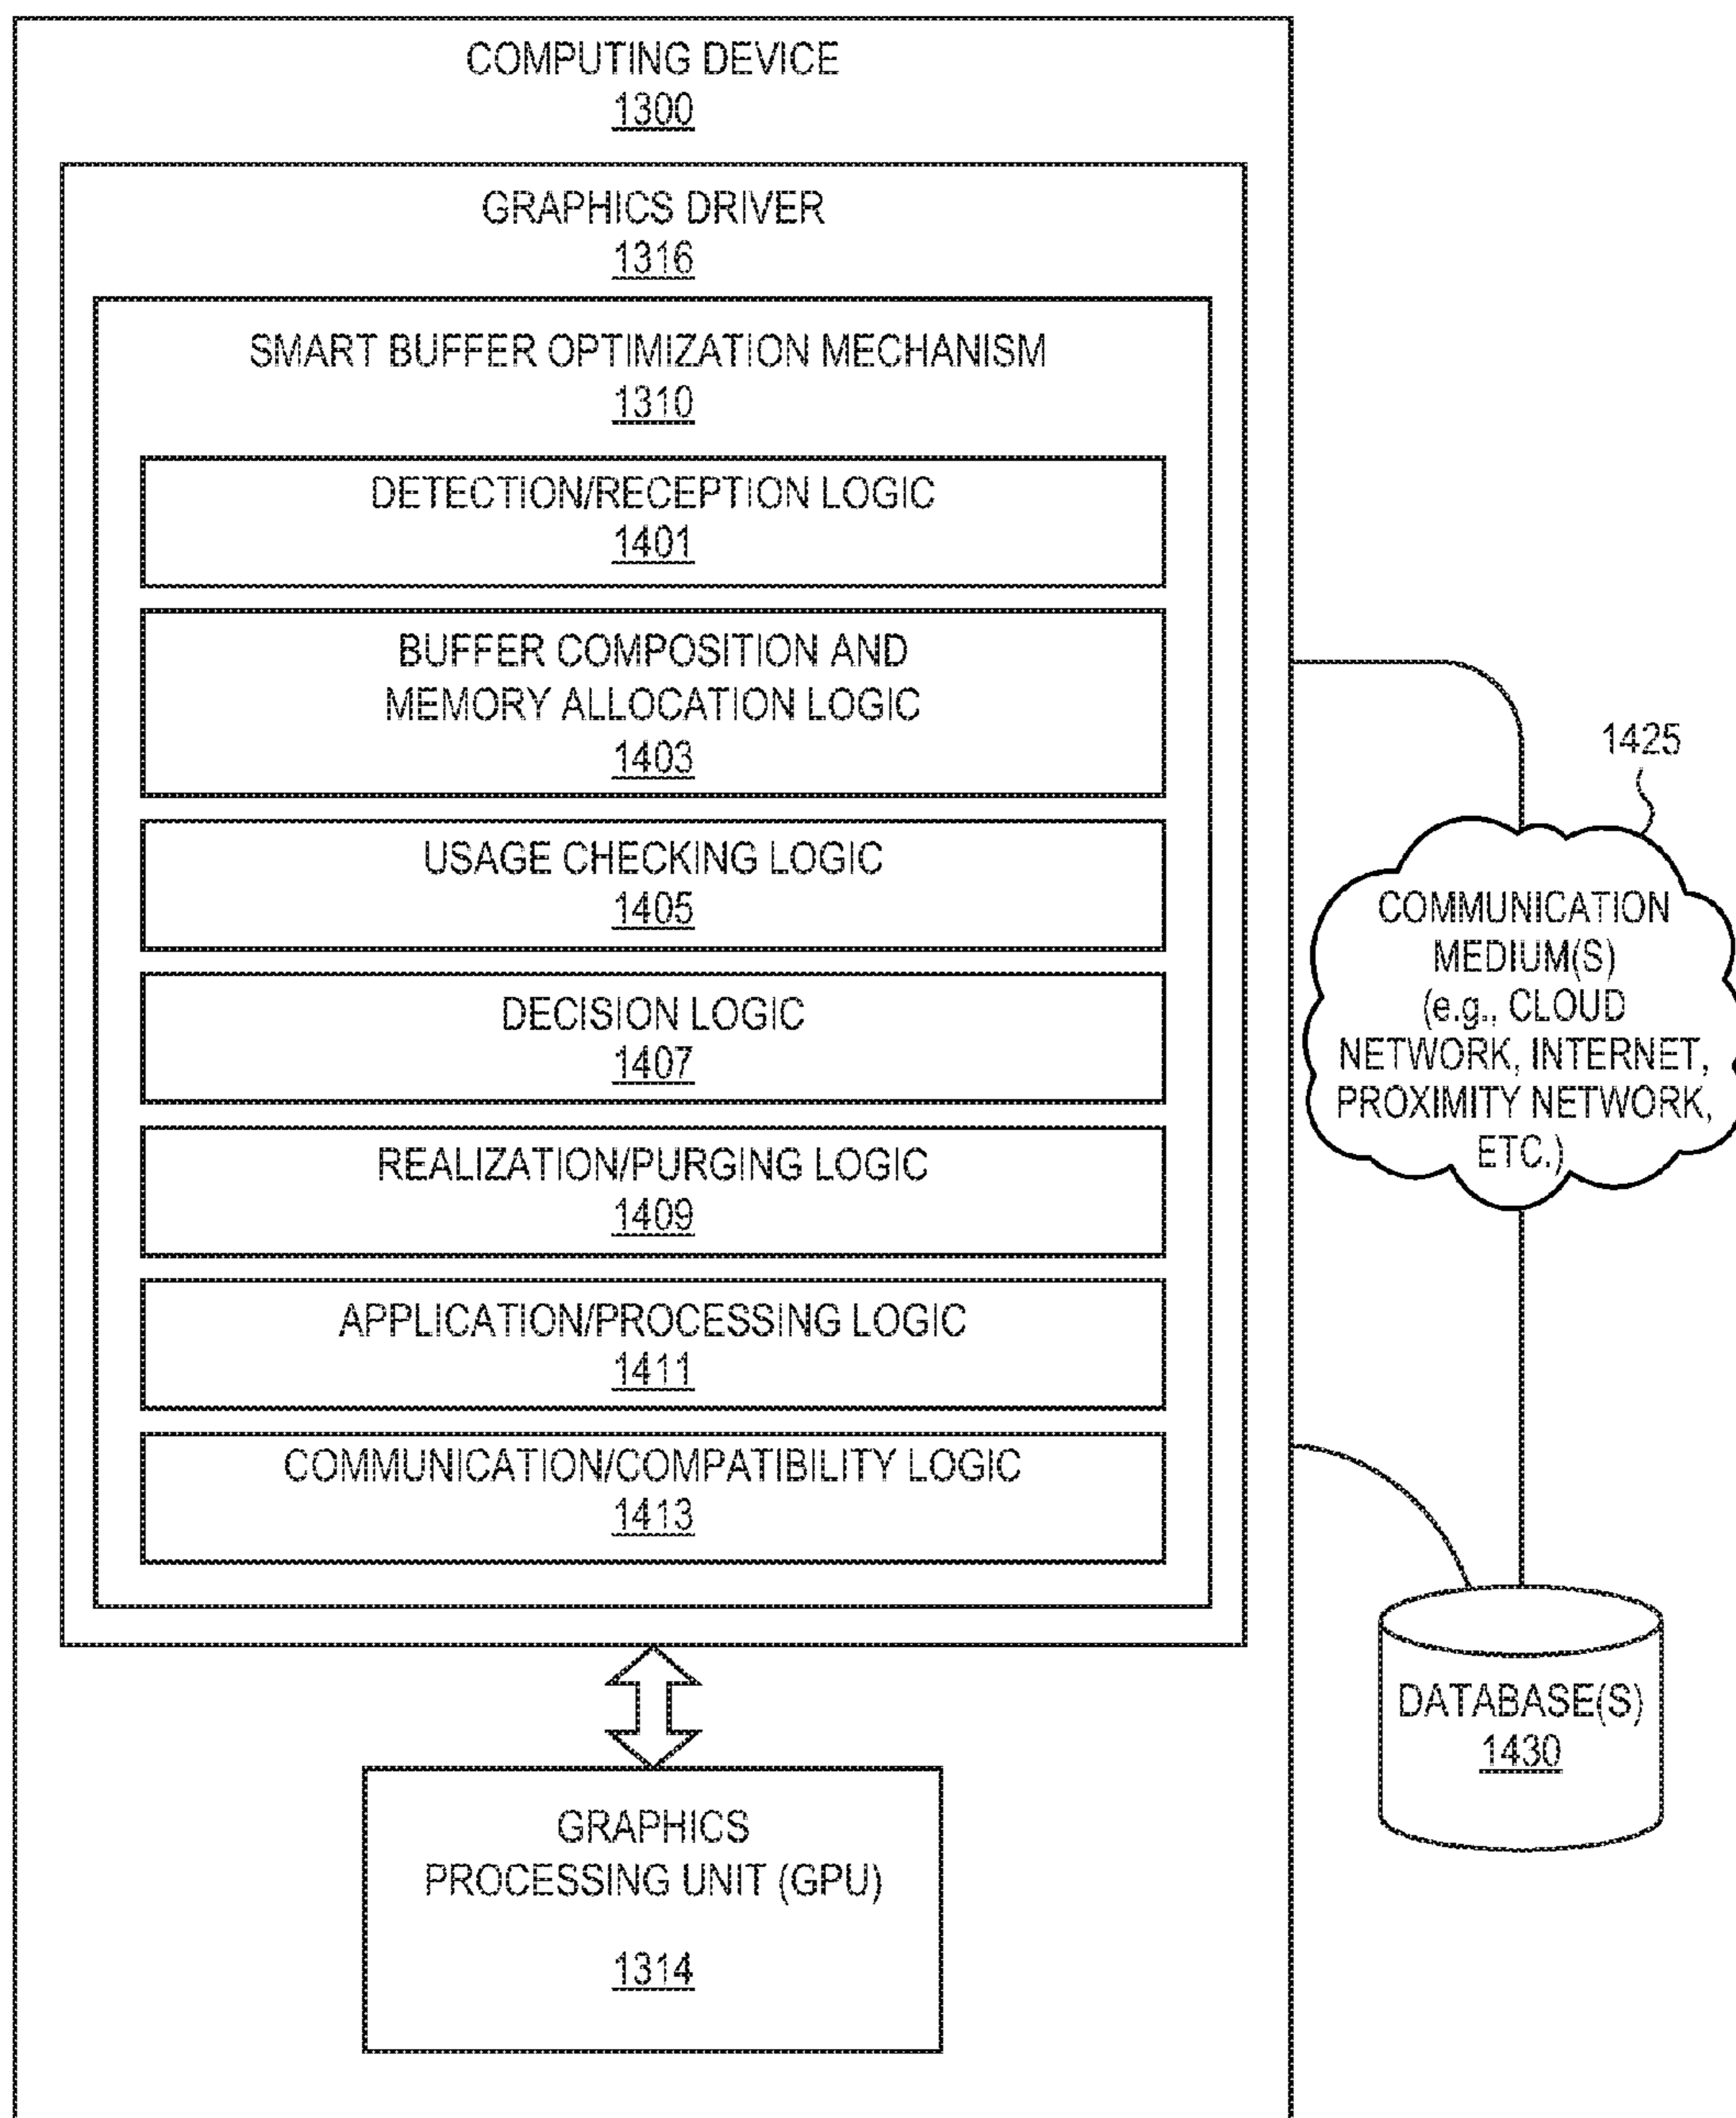 COMPUTING DEVICE
1300
GRAPHICS DRIVER
1316
SMART BUFFER OPTIMIZATION MECHANISM
1310
DETECTION/RECEPTION LOGIC
1401
BUFFER COMPOSITION AND
MEMORY ALLOCATION LOGIC
1403
USAGE CHECKING LOGIC
1405
DECISION LOGIC
1407
REALIZATION/PURGING LOGIC
1409
APPLICATION/PROCESSING LOGIC
1411
COMMUNICATION/COMPATIBILITY LOGIC
1413
GRAPHICS
PROCESSING UNIT (GPU)
1314
1425
COMMUNICATION
MEDIUM(S)
(e.g., CLOUD
NETWORK, INTERNET,
PROXIMITY NETWORK,
ETC.)
DATABASE(S)
1430